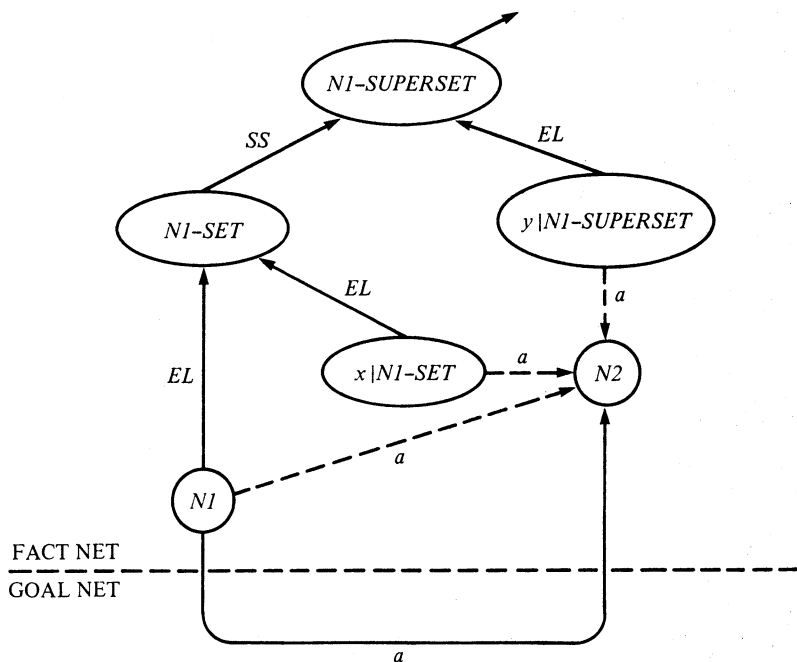 N1-SUPERSET
SS
EL
N1-SET
y|N1-SUPERSET
EL
a
x|N1-SET
a
N2
EL
a
N1
FACT NET
GOAL NET
a